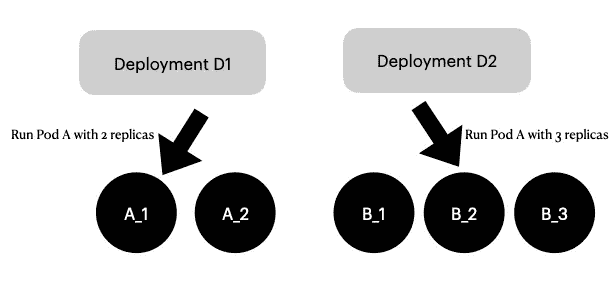 Deployment D1
Deployment D2
Run Pod A with 2 replicas
Run Pod A with 3 replicas
A_1
A_2
B_1
B_2
B_3